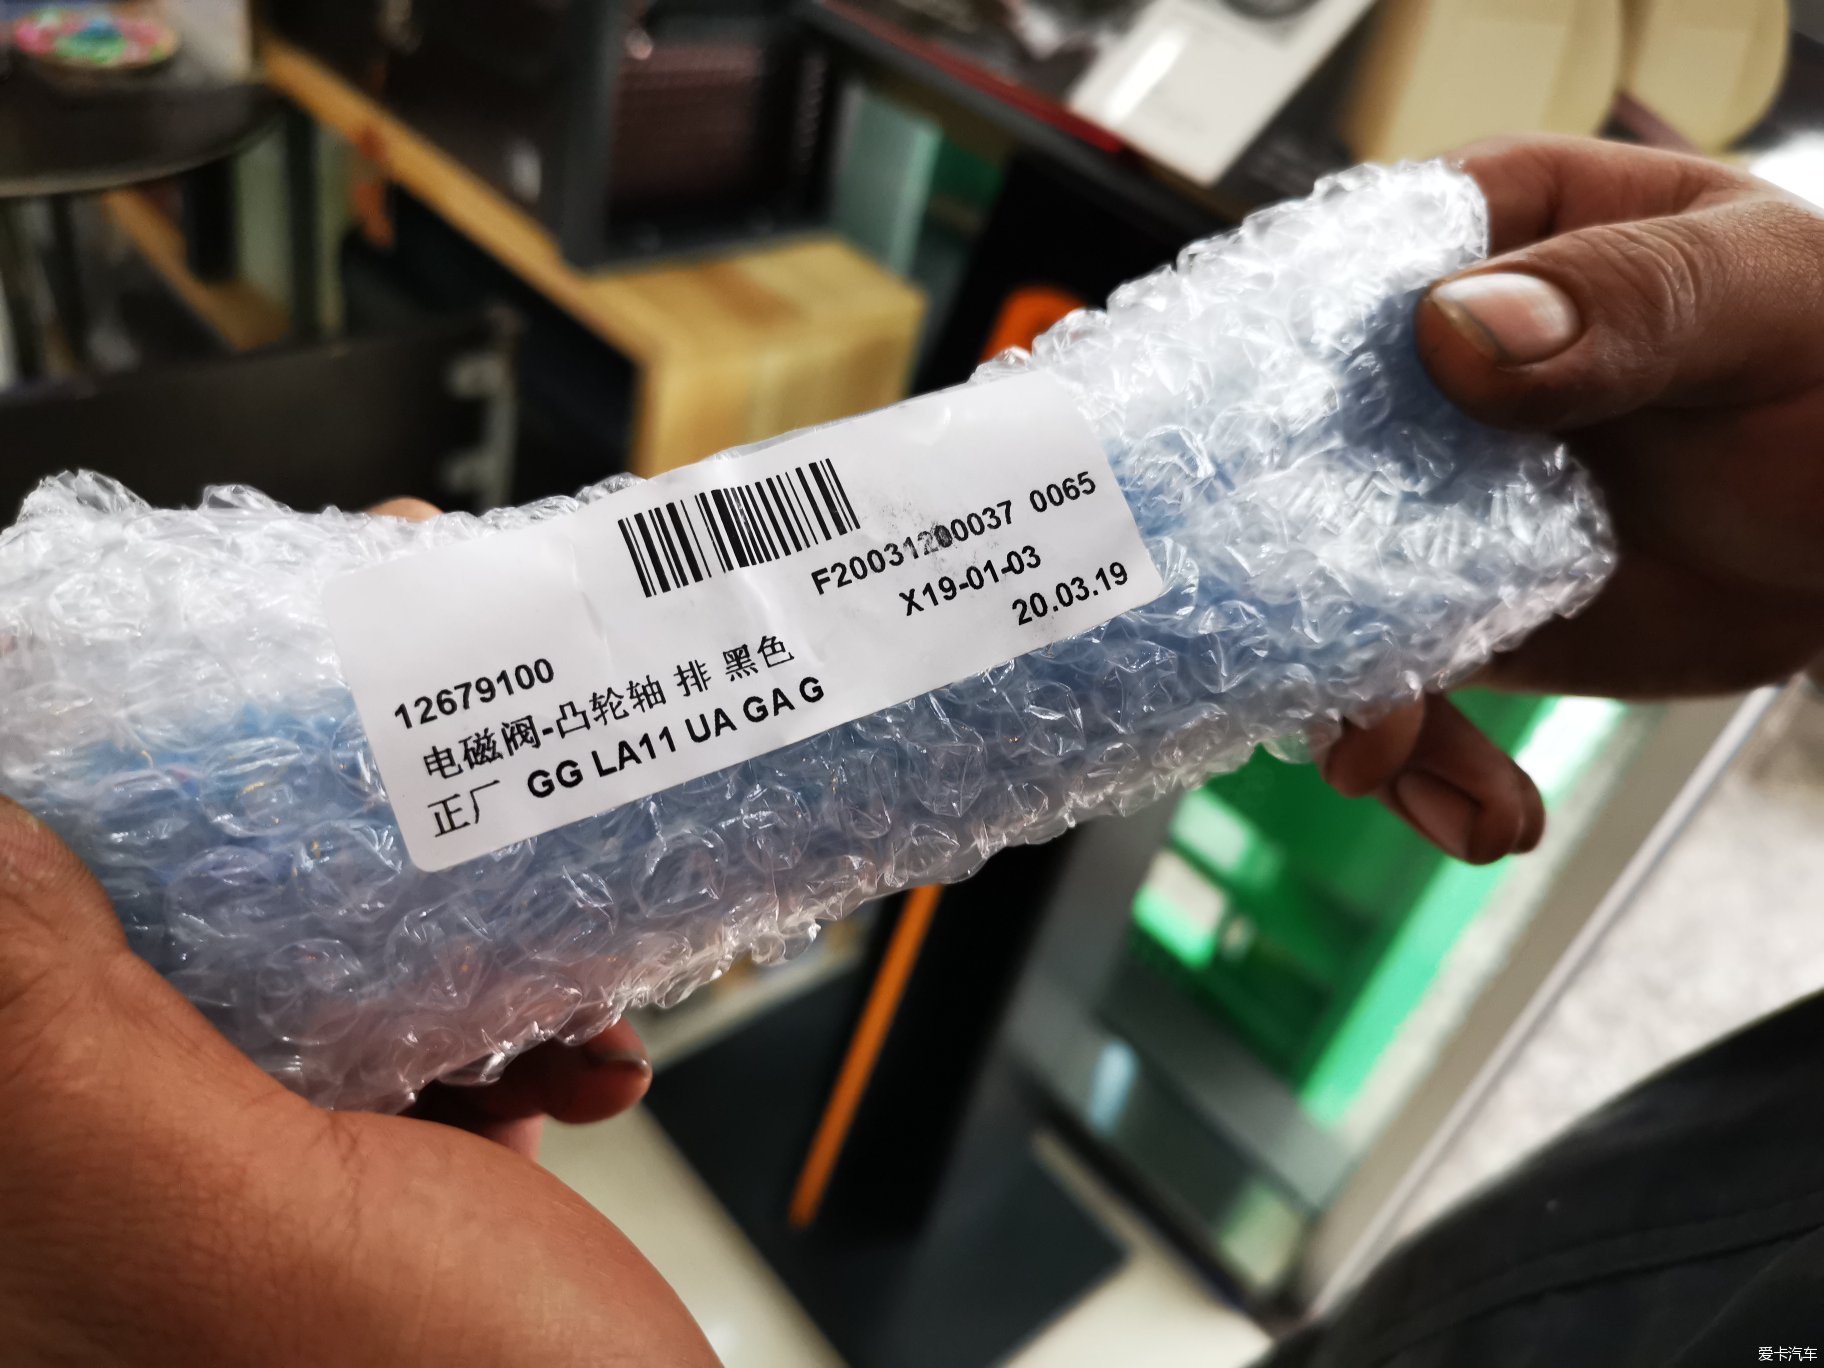 F20031200037 0065
X19-01-03
20.03.19
12679100
电磁阀-凸轮轴 排 黑色
正厂 GG LA11 UA GA G
爱卡汽车